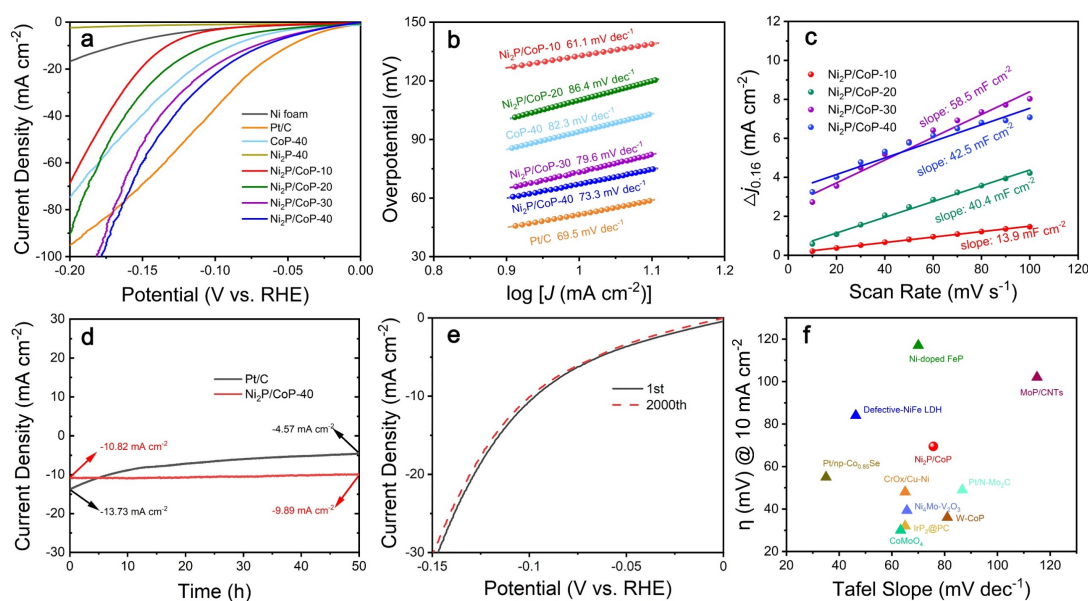 a
Current Density (mA cm⁻²)
0
-20
-40
-60
-80
-100
Ni foam
Pt/C
CoP-40
Ni₂P-40
Ni₂P/CoP-10
Ni₂P/CoP-20
Ni₂P/CoP-30
Ni₂P/CoP-40
-0.20
-0.15
-0.10
-0.05
0.00
Potential (V vs. RHE)
b
Overpotential (mV)
150
120
90
60
30
Ni₂P/CoP-10 61.1 mV dec⁻¹
Ni₂P/CoP-20 86.4 mV dec⁻¹
CoP-40 82.3 mV dec⁻¹
Ni₂P/CoP-30 79.6 mV dec⁻¹
Ni₂P/CoP-40 73.3 mV dec⁻¹
Pt/C 69.5 mV dec⁻¹
0.8
0.9
1.0
1.1
1.2
log [J (mA cm⁻²)]
c
Δj₀.₁₆ (mA cm⁻²)
12
10
8
6
4
2
0
Ni₂P/CoP-10
Ni₂P/CoP-20
Ni₂P/CoP-30
Ni₂P/CoP-40
slope: 58.5 mF cm⁻²
slope: 42.5 mF cm⁻²
slope: 40.4 mF cm⁻²
slope: 13.9 mF cm⁻²
0
20
40
60
80
100
120
Scan Rate (mV s⁻¹)
d
Current Density (mA cm⁻²)
30
25
20
15
10
5
0
-5
-10
-15
-20
-25
-30
Pt/C
Ni₂P/CoP-40
-10.82 mA cm⁻²
-4.57 mA cm⁻²
-13.73 mA cm⁻²
-9.89 mA cm⁻²
0
10
20
30
40
50
Time (h)
e
Current Density (mA cm⁻²)
0
-10
-20
-30
1st
2000th
-0.15
-0.1
-0.05
0
Potential (V vs. RHE)
f
η (mV) @ 10 mA cm⁻²
120
100
80
60
40
20
Ni-doped FeP
MoP/CNTs
Defective-NiFe LDH
Ni₂P/CoP
Pt/np-Co₀.₈₅Se
CrOx/Cu-Ni
Pt/N-Mo₂C
Ni₄Mo-V₂O₃
W-CoP
IrP₂@PC
CoMoO₄
40
60
80
100
120
Tafel Slope (mV dec⁻¹)